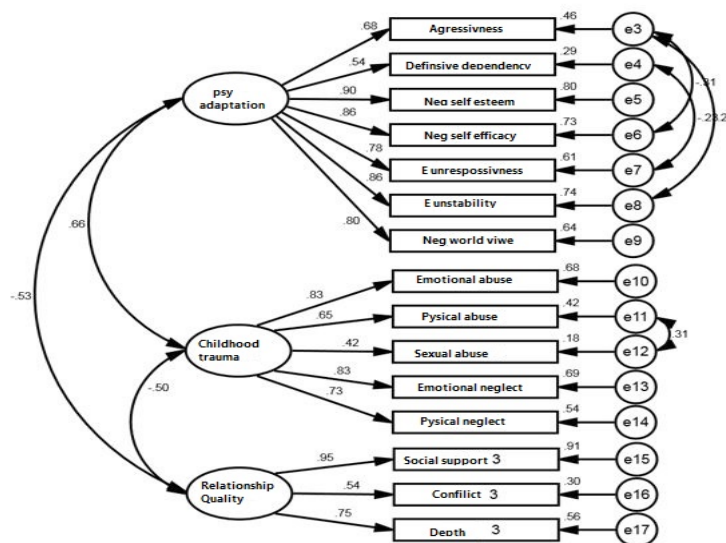 .68
Agressivness
.46
e3
.54
Definsive dependency
.29
e4
psy
adaptation
.90
Neg self esteem
.80
e5
-.31
.86
Neg self efficacy
.73
e6
-.23
.78
E unrespossivness
.61
e7
.86
E unstability
.74
e8
.80
Neg world viwe
.64
e9
.66
-.53
.83
Emotional abuse
.68
e10
.65
Pysical abuse
.42
e11
Childhood
trauma
.42
Sexual abuse
.18
e12
.31
.83
Emotional neglect
.69
e13
-.50
.73
Pysical neglect
.54
e14
.95
Social support 3
.91
e15
Relationship
Quality
.54
Confilict 3
.30
e16
.75
Depth 3
.56
e17